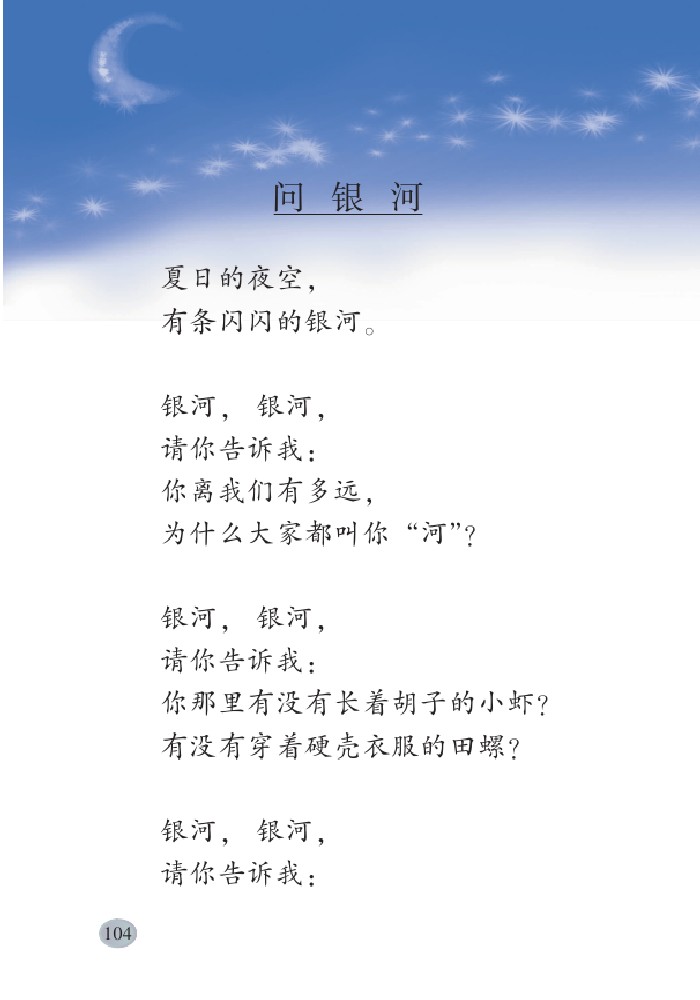 问 银 河
夏日的夜空，
有条闪闪的银河。
银河， 银河，
请你告诉我：
你离我们有多远，
为什么大家都叫你“河”？
银河， 银河，
请你告诉我：
你那里有没有长着胡子的小虾？
有没有穿着硬壳衣服的田螺？
银河， 银河，
请你告诉我：
104